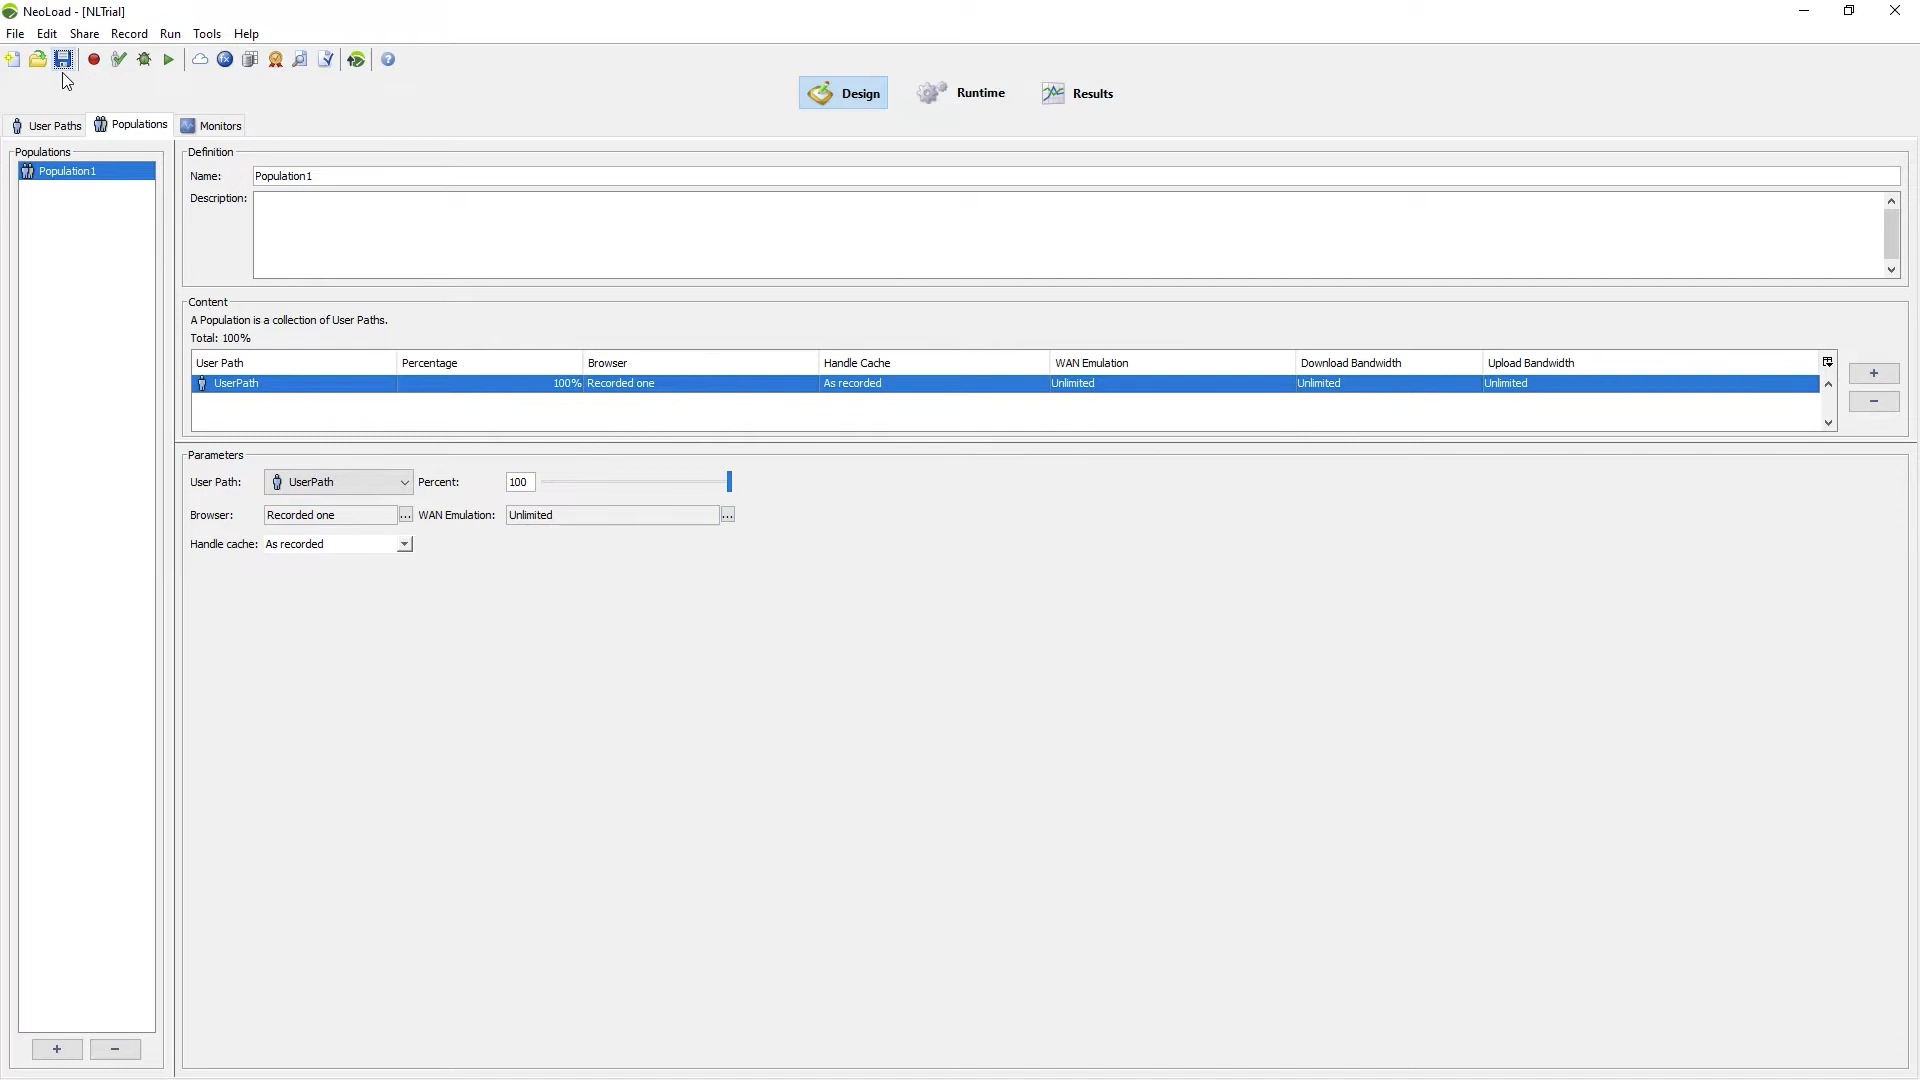 NeoLoad - [NLTrial]
File Edit Share Record Run Tools Help
Design Runtime Results
User Paths Populations Monitors
Populations
Population1
Definition
Name: Population1
Description:
Content
A Population is a collection of User Paths.
Total: 100%
User Path Percentage Browser Handle Cache WAN Emulation Download Bandwidth Upload Bandwidth
UserPath 100% Recorded one As recorded Unlimited Unlimited Unlimited
+
-
Parameters
User Path: UserPath Percent: 100
Browser: Recorded one ... WAN Emulation: Unlimited ...
Handle cache: As recorded
+ -